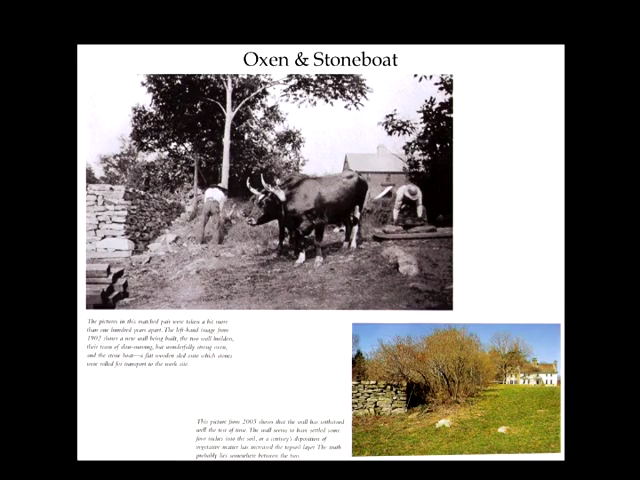 Oxen & Stoneboat
The pictures in this matched pair were taken a bit more
than one hundred years apart. The left-hand image from
1902 shows a new wall being built, the two wall builders,
their team of slow-moving, but wonderfully strong oxen,
and the stone boat—a flat wooden sled onto which stones
were rolled for transport to the work site.
This picture from 2003 shows that the wall has withstood
well the test of time. The wall seems to have settled some
four inches into the soil, or a century's deposition of
vegetative matter has increased the topsoil layer. The truth
probably lies somewhere between the two.